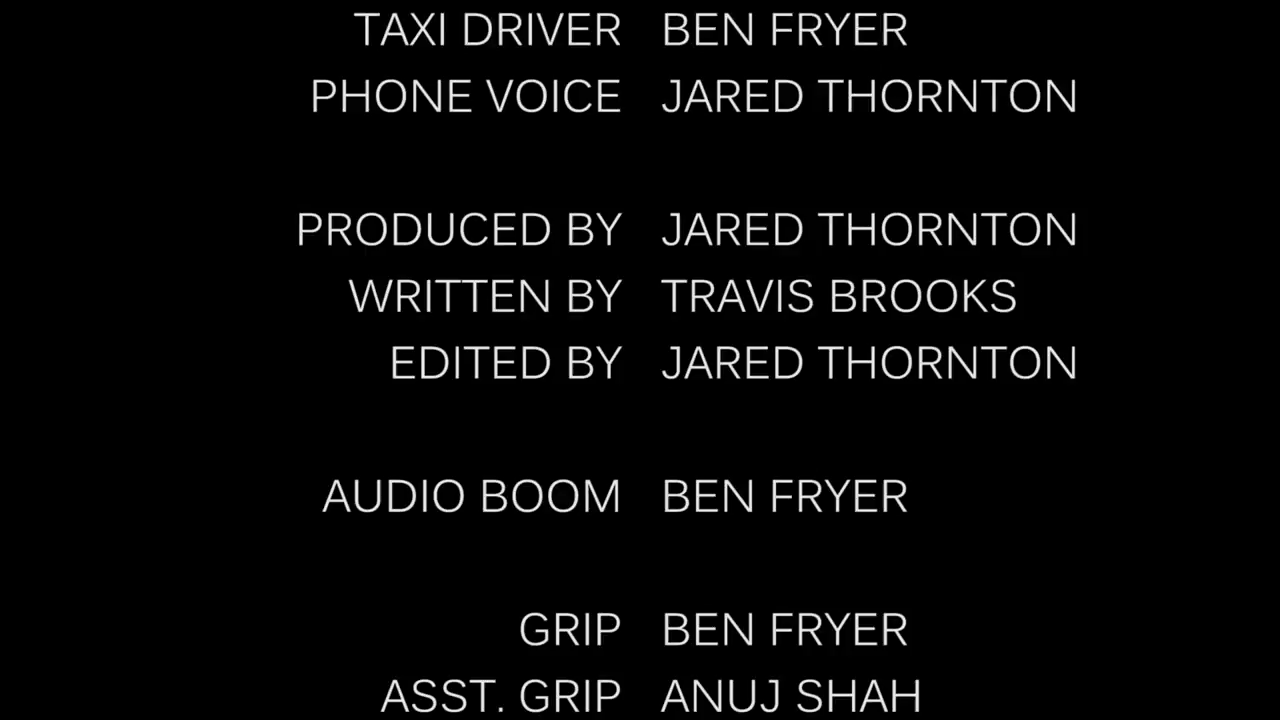 TAXI DRIVER BEN FRYER
PHONE VOICE JARED THORNTON
PRODUCED BY JARED THORNTON
WRITTEN BY TRAVIS BROOKS
EDITED BY JARED THORNTON
AUDIO BOOM BEN FRYER
GRIP BEN FRYER
ASST. GRIP ANUJ SHAH